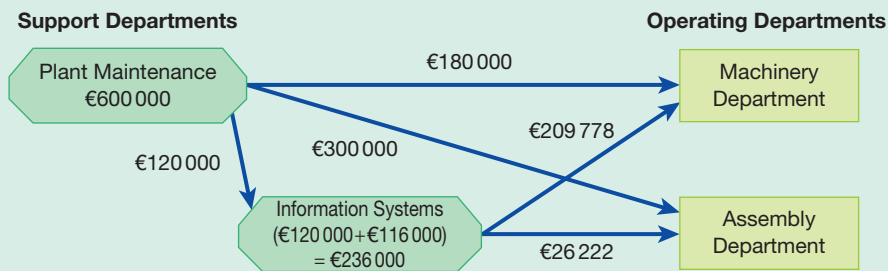 Support Departments
Operating Departments
Plant Maintenance
€600 000
€180 000
Machinery
Department
€209 778
€300 000
€120 000
Information Systems
(€120 000+€116 000)
= €236 000
Assembly
Department
€26 222